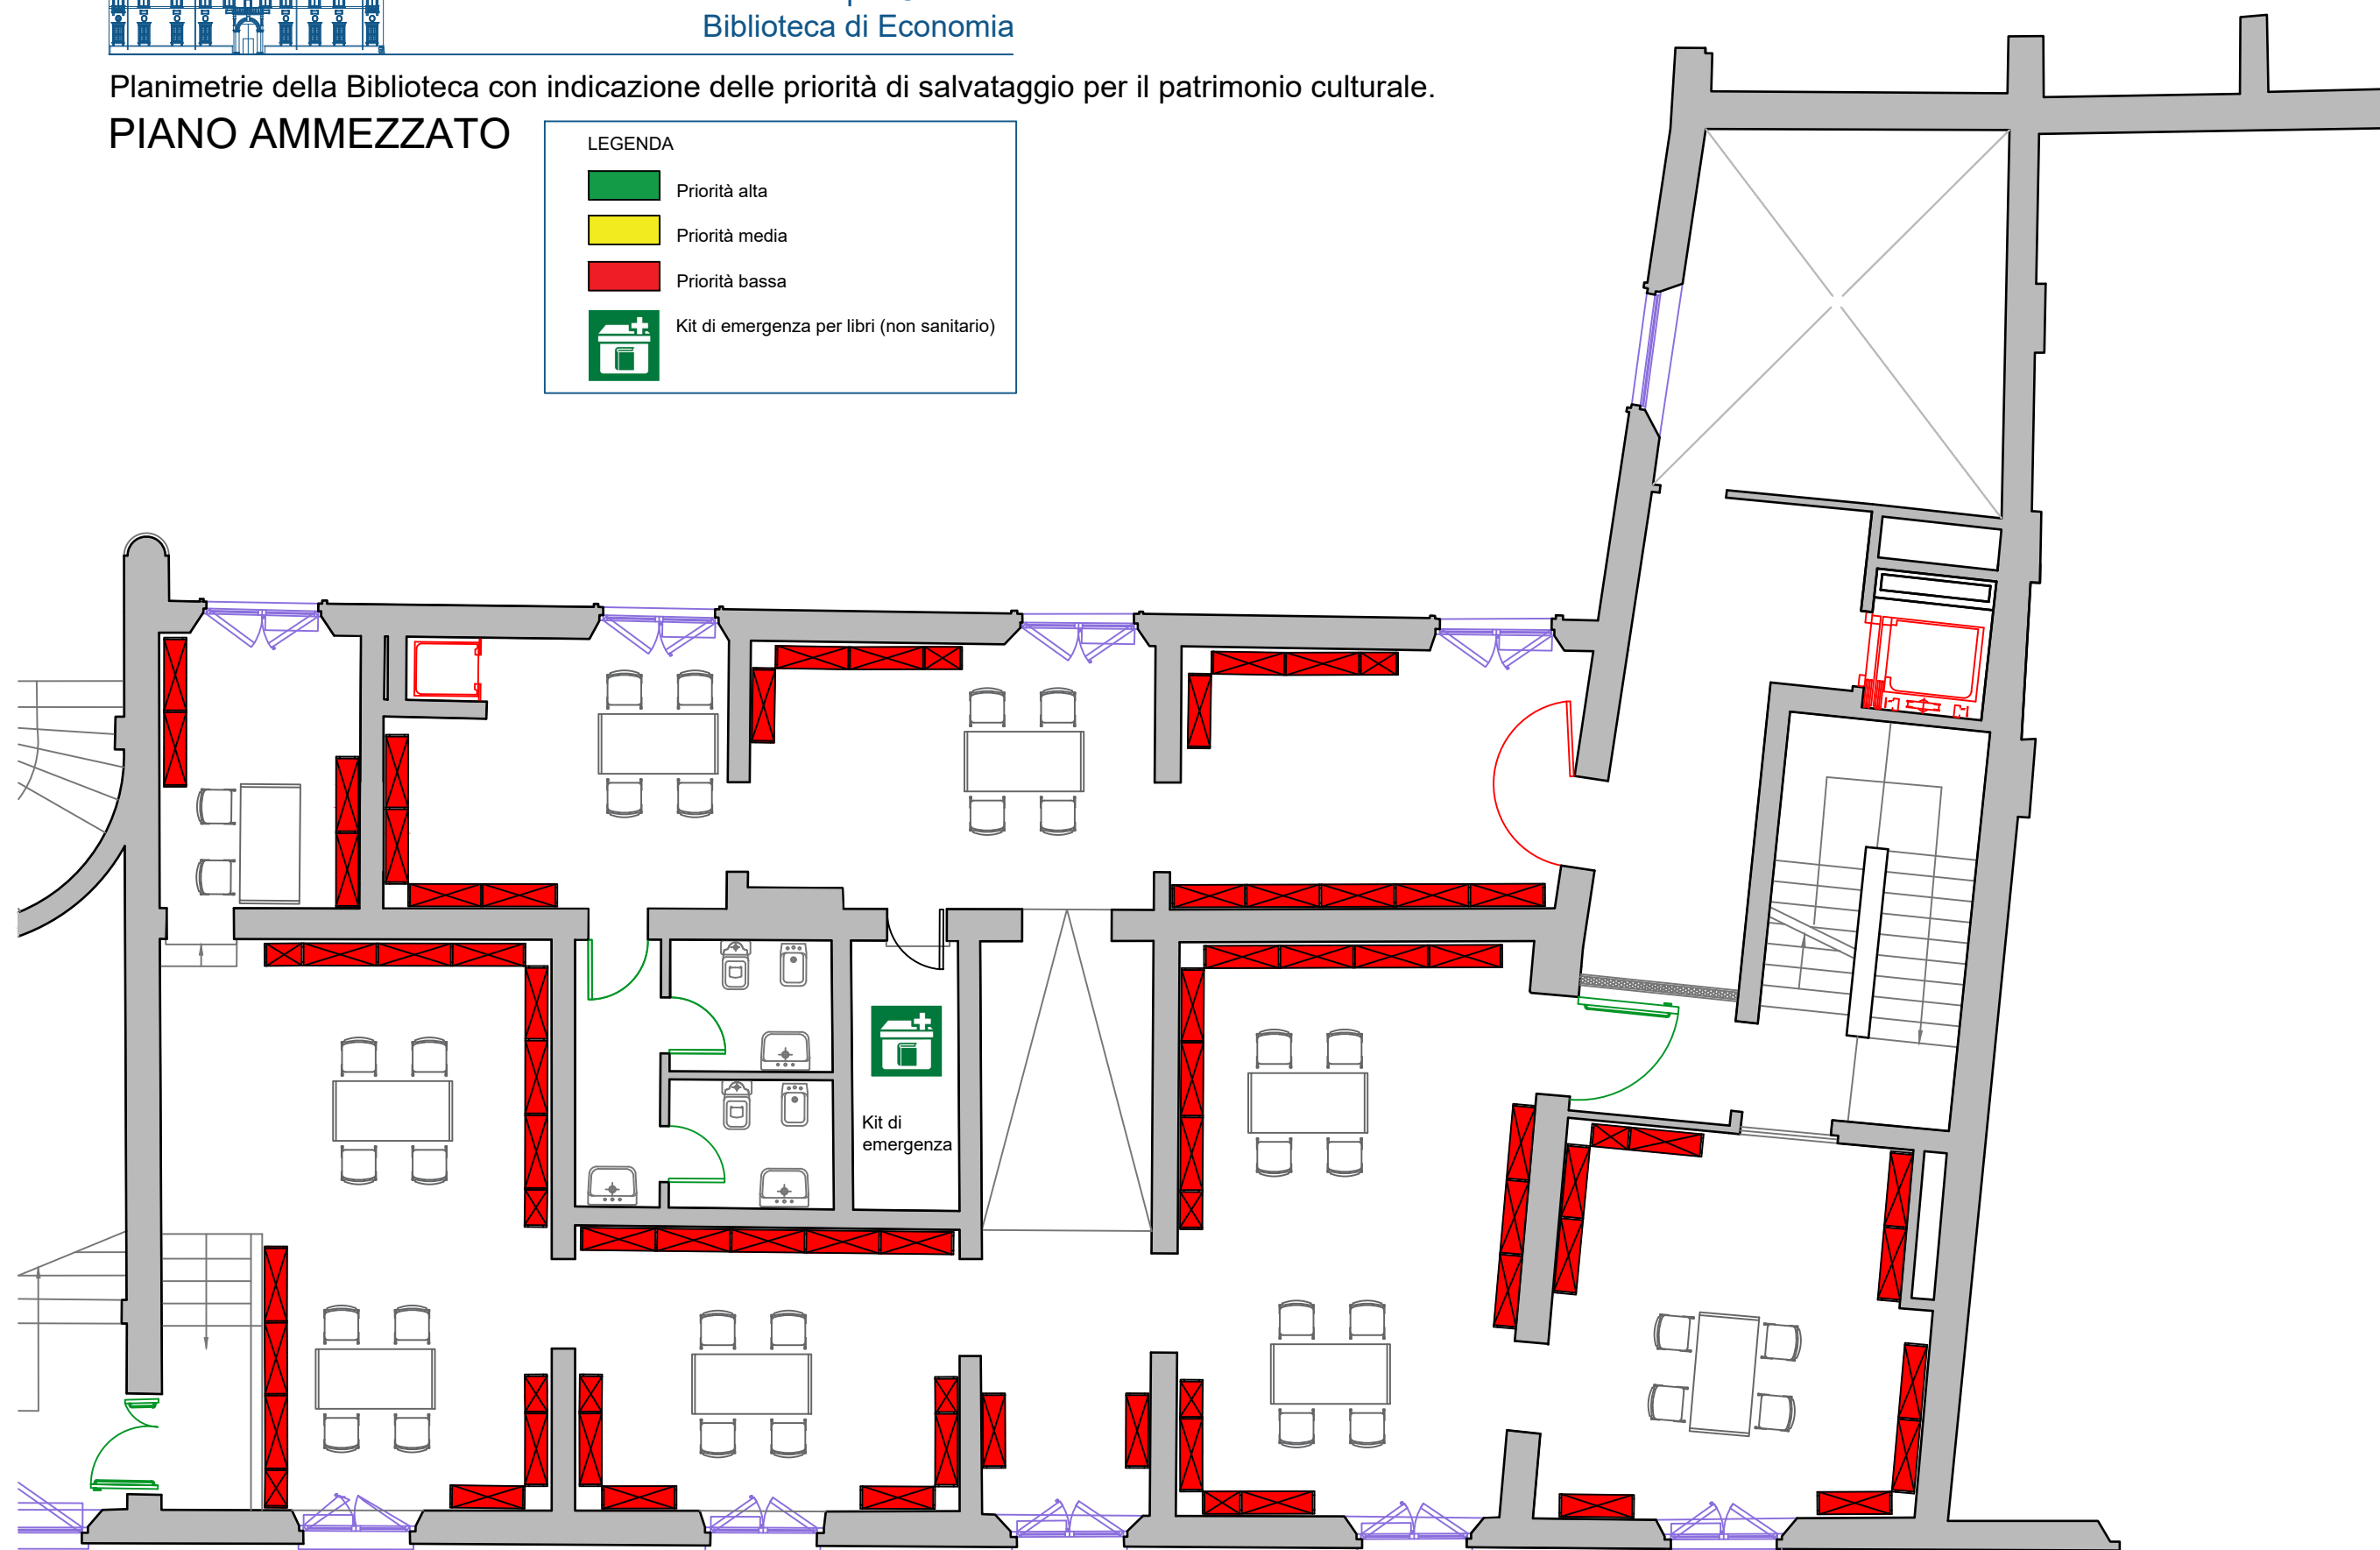 Biblioteca di Economia
Planimetrie della Biblioteca con indicazione delle priorità di salvataggio per il patrimonio culturale.
PIANO AMMEZZATO
LEGENDA
Priorità alta
Priorità media
Priorità bassa
Kit di emergenza per libri (non sanitario)
Kit di
emergenza